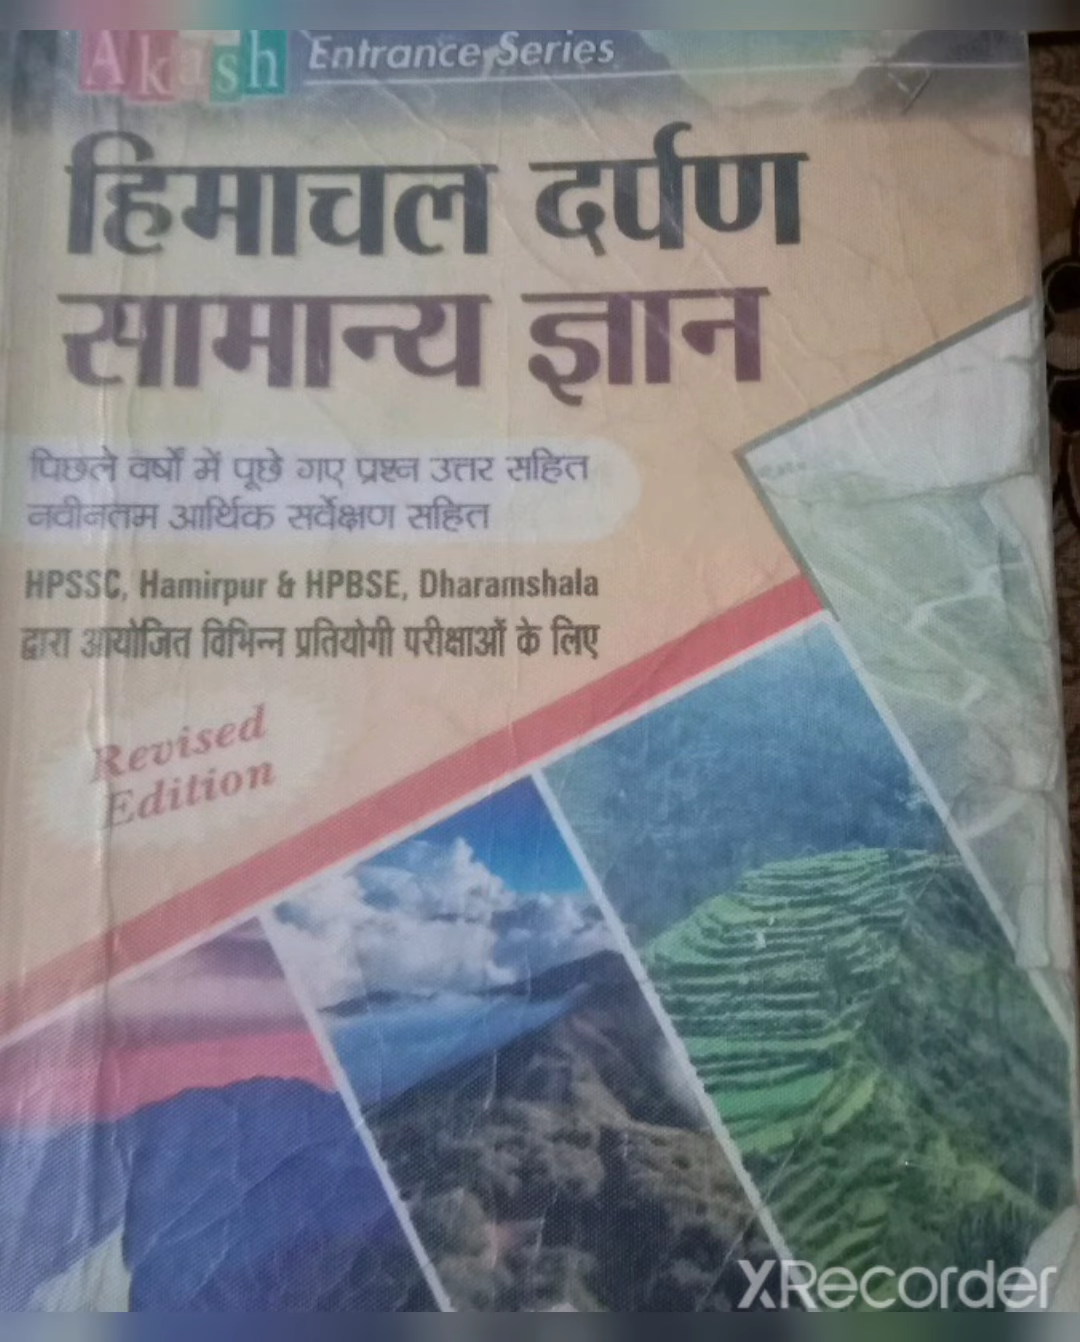 Akash Entrance Series
हिमाचल दर्पण
सामान्य ज्ञान
पिछले वर्षों में पूछे गए प्रश्न उत्तर सहित
नवीनतम आर्थिक सर्वेक्षण सहित
HPSSC, Hamirpur & HPBSE, Dharamshala
द्वारा आयोजित विभिन्न प्रतियोगी परीक्षाओं के लिए
Revised
Edition
XRecorder